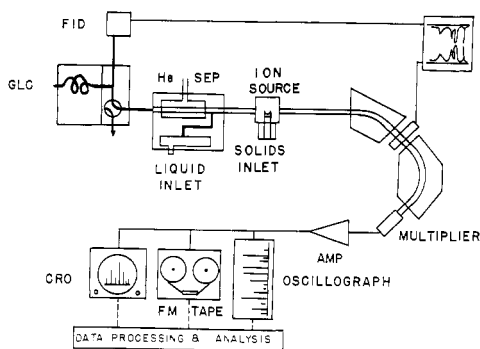 FID
GLC
He SEP
ION
SOURCE
SOLIDS
INLET
LIQUID
INLET
MULTIPLIER
AMP
OSCILLOGRAPH
CRO
FM TAPE
DATA PROCESSING & ANALYSIS